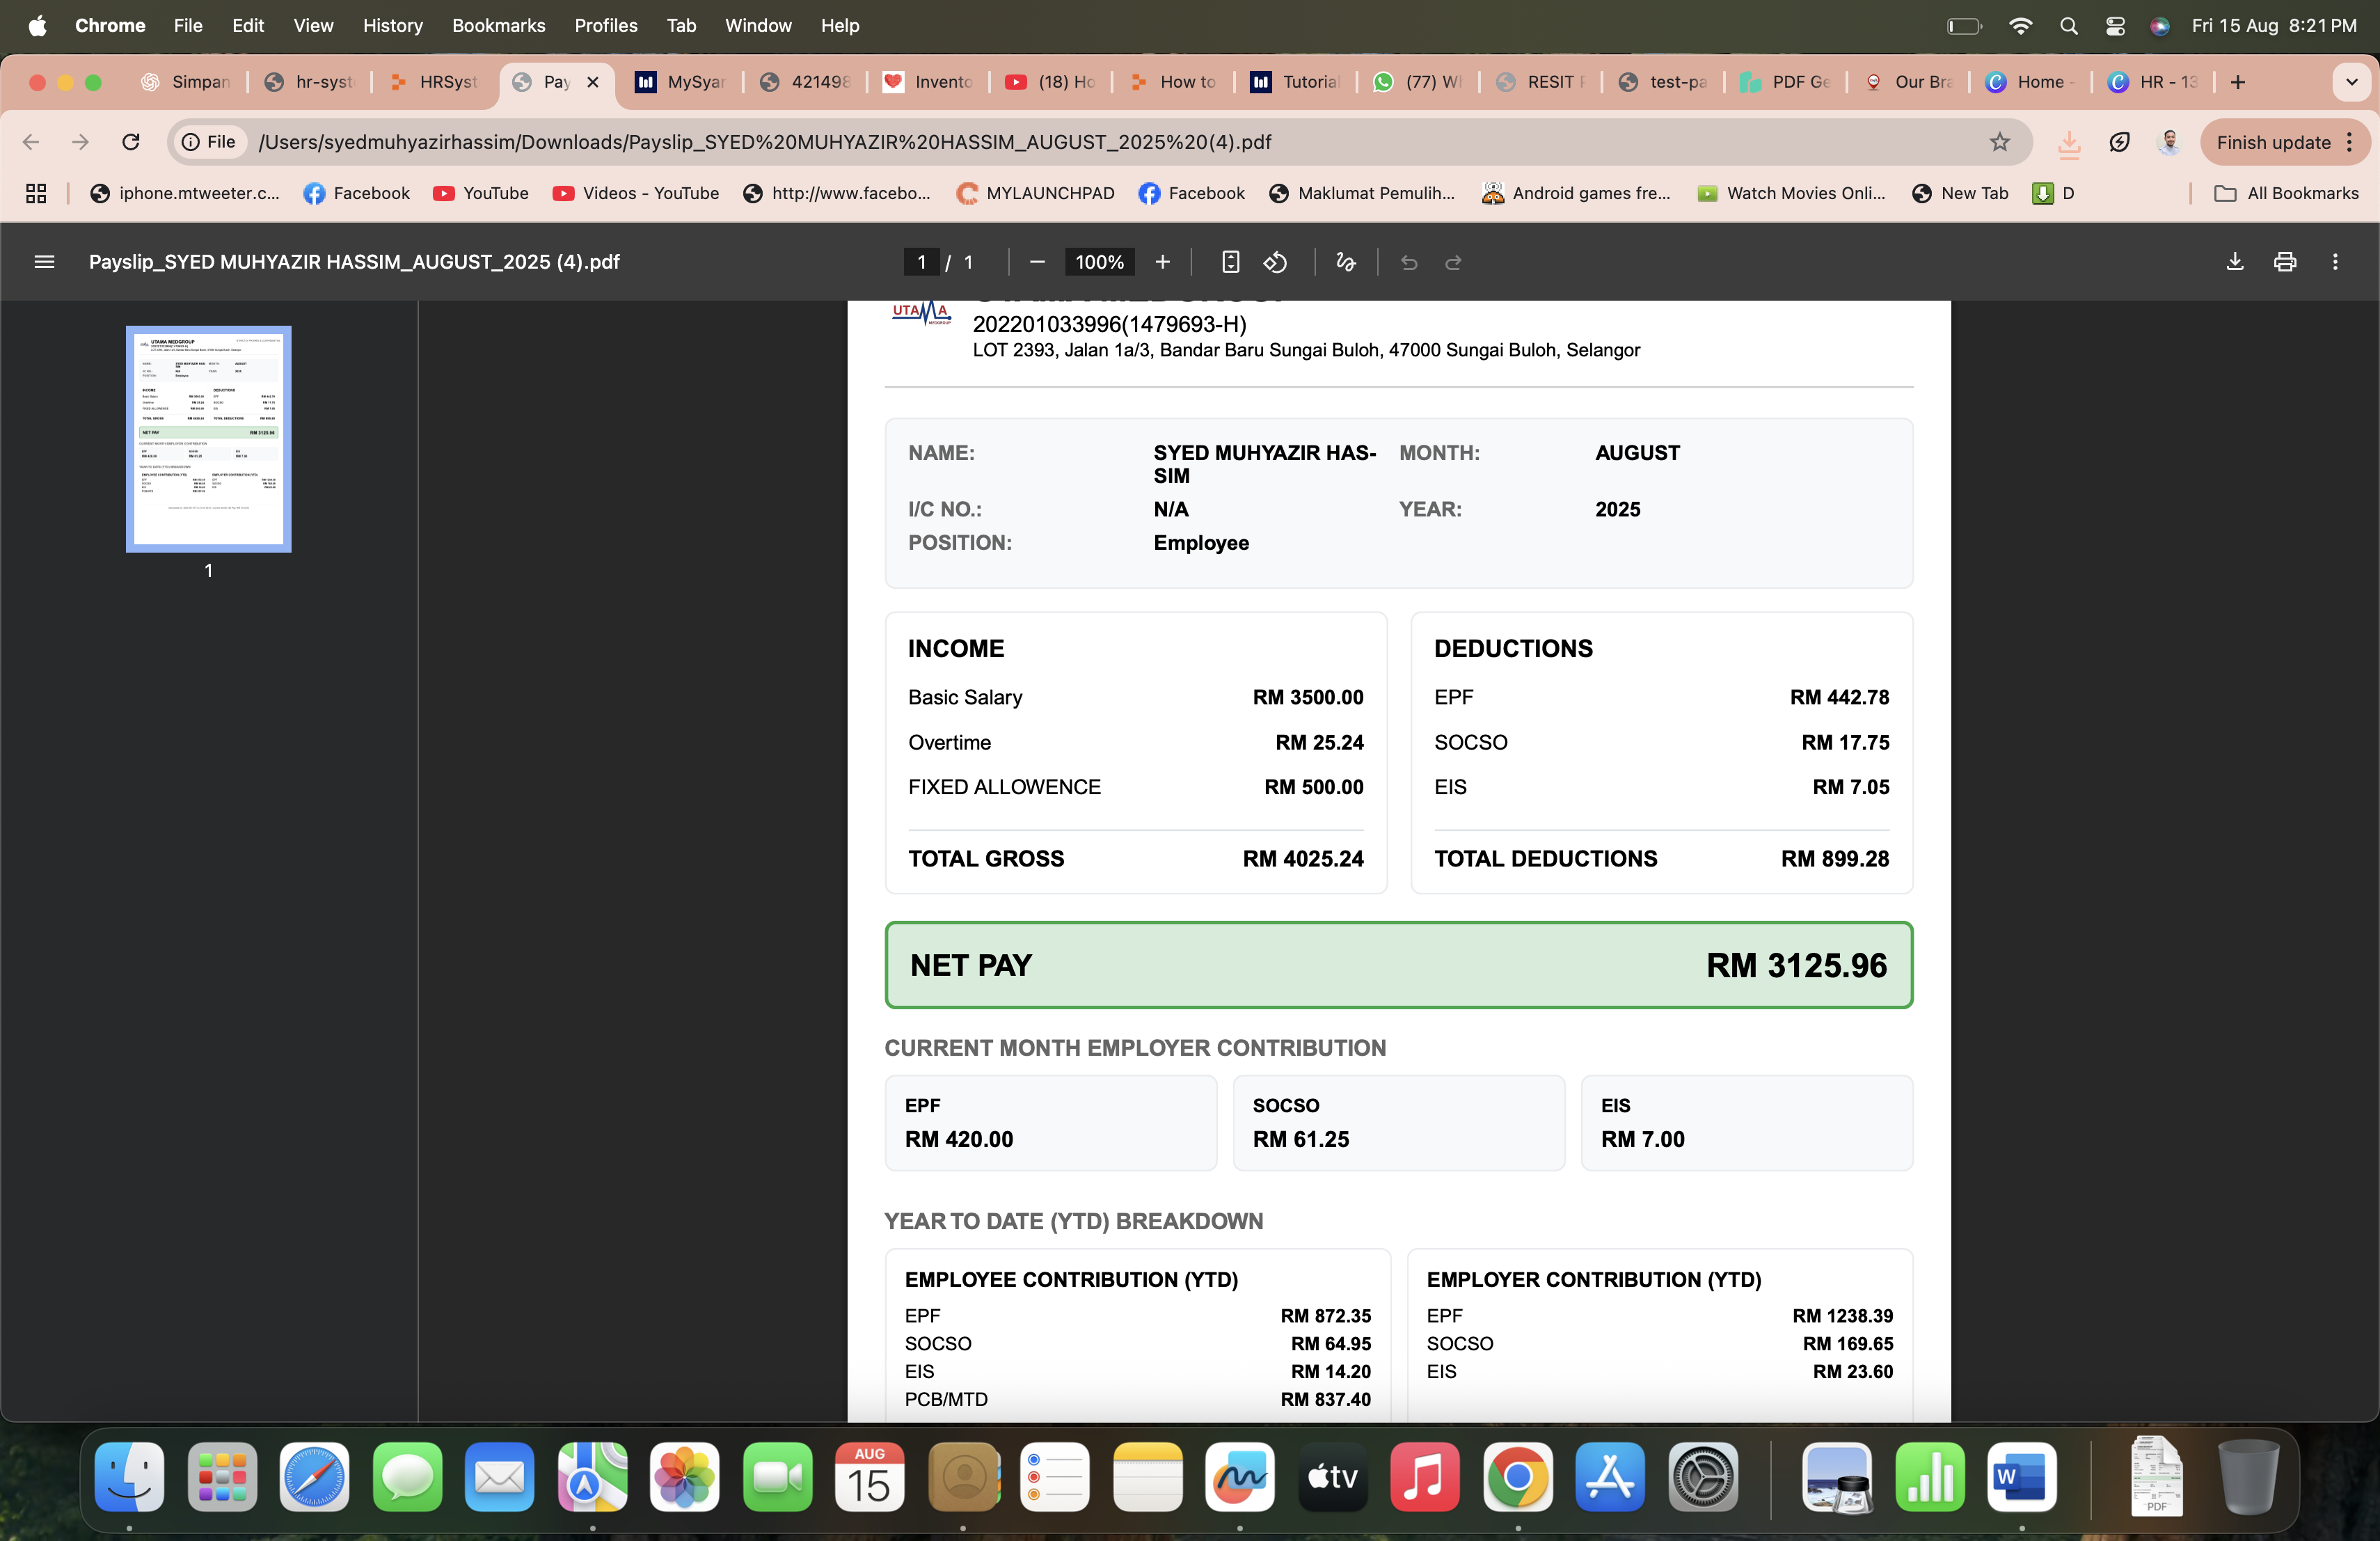 Chrome File Edit View History Bookmarks Profiles Tab Window Help Fri 15 Aug 8:21 PM
Simpan hr-syst HRSyst Pay MySyar 421498 Invento (18) Ho How to Tutorial (77) W RESIT test-pa PDF Ge Our Bra Home - HR - 13
File /Users/syedmuhyazirhassim/Downloads/Payslip_SYED%20MUHYAZIR%20HASSIM_AUGUST_2025%20(4).pdf Finish update
iphone.mtweeter.c... Facebook YouTube Videos - YouTube http://www.facebo... MYLAUNCHPAD Facebook Maklumat Pemulih... Android games fre... Watch Movies Onli... New Tab D All Bookmarks
Payslip_SYED MUHYAZIR HASSIM_AUGUST_2025 (4).pdf 1 / 1 100%
1
UTAMA
MEDGROUP
202201033996(1479693-H)
LOT 2393, Jalan 1a/3, Bandar Baru Sungai Buloh, 47000 Sungai Buloh, Selangor
NAME: SYED MUHYAZIR HAS- MONTH: AUGUST
SIM
I/C NO.: N/A YEAR: 2025
POSITION: Employee
INCOME
Basic Salary RM 3500.00
Overtime RM 25.24
FIXED ALLOWENCE RM 500.00
TOTAL GROSS RM 4025.24
DEDUCTIONS
EPF RM 442.78
SOCSO RM 17.75
EIS RM 7.05
TOTAL DEDUCTIONS RM 899.28
NET PAY RM 3125.96
CURRENT MONTH EMPLOYER CONTRIBUTION
EPF
RM 420.00
SOCSO
RM 61.25
EIS
RM 7.00
YEAR TO DATE (YTD) BREAKDOWN
EMPLOYEE CONTRIBUTION (YTD)
EPF RM 872.35
SOCSO RM 64.95
EIS RM 14.20
PCB/MTD RM 837.40
EMPLOYER CONTRIBUTION (YTD)
EPF RM 1238.39
SOCSO RM 169.65
EIS RM 23.60
AUG
15
tv
W
PDF